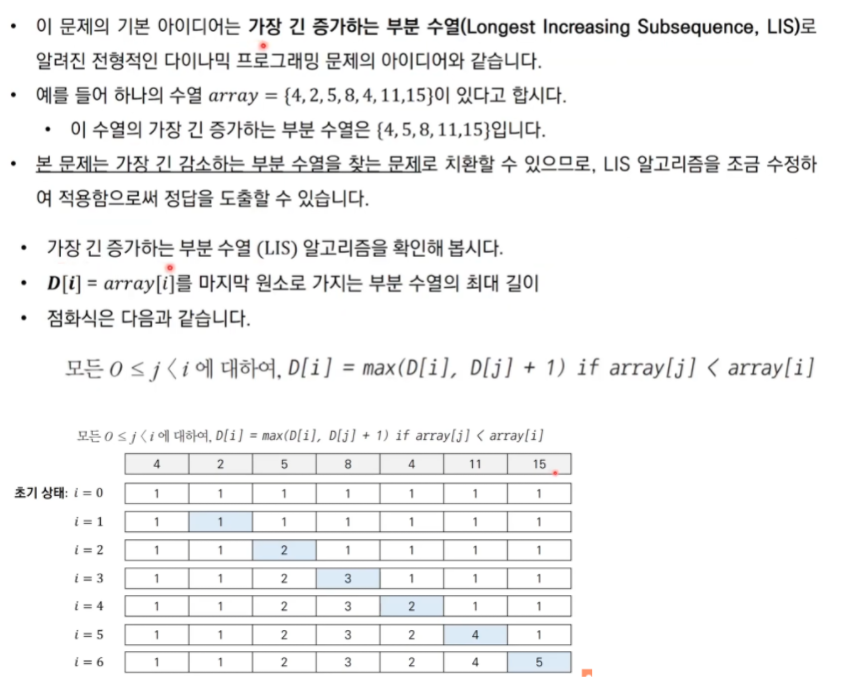 • 이 문제의 기본 아이디어는 가장 긴 증가하는 부분 수열(Longest Increasing Subsequence, LIS)로
알려진 전형적인 다이나믹 프로그래밍 문제의 아이디어와 같습니다.
• 예를 들어 하나의 수열 array = {4, 2, 5, 8, 4, 11, 15}이 있다고 합시다.
• 이 수열의 가장 긴 증가하는 부분 수열은 {4, 5, 8, 11, 15}입니다.
• 본 문제는 가장 긴 감소하는 부분 수열을 찾는 문제로 치환할 수 있으므로, LIS 알고리즘을 조금 수정하
여 적용함으로써 정답을 도출할 수 있습니다.
• 가장 긴 증가하는 부분 수열 (LIS) 알고리즘을 확인해 봅시다.
• D[i] = array[i]를 마지막 원소로 가지는 부분 수열의 최대 길이
• 점화식은 다음과 같습니다.
모든 0 ≤ j < i 에 대하여, D[i] = max(D[i], D[j] + 1) if array[j] < array[i]
모든 0 ≤ j < i 에 대하여, D[i] = max(D[i], D[j] + 1) if array[j] < array[i]
4 2 5 8 4 11 15
초기 상태: i = 0 1 1 1 1 1 1 1
i = 1 1 1 1 1 1 1 1
i = 2 1 1 2 1 1 1 1
i = 3 1 1 2 3 1 1 1
i = 4 1 1 2 3 2 1 1
i = 5 1 1 2 3 2 4 1
i = 6 1 1 2 3 2 4 5